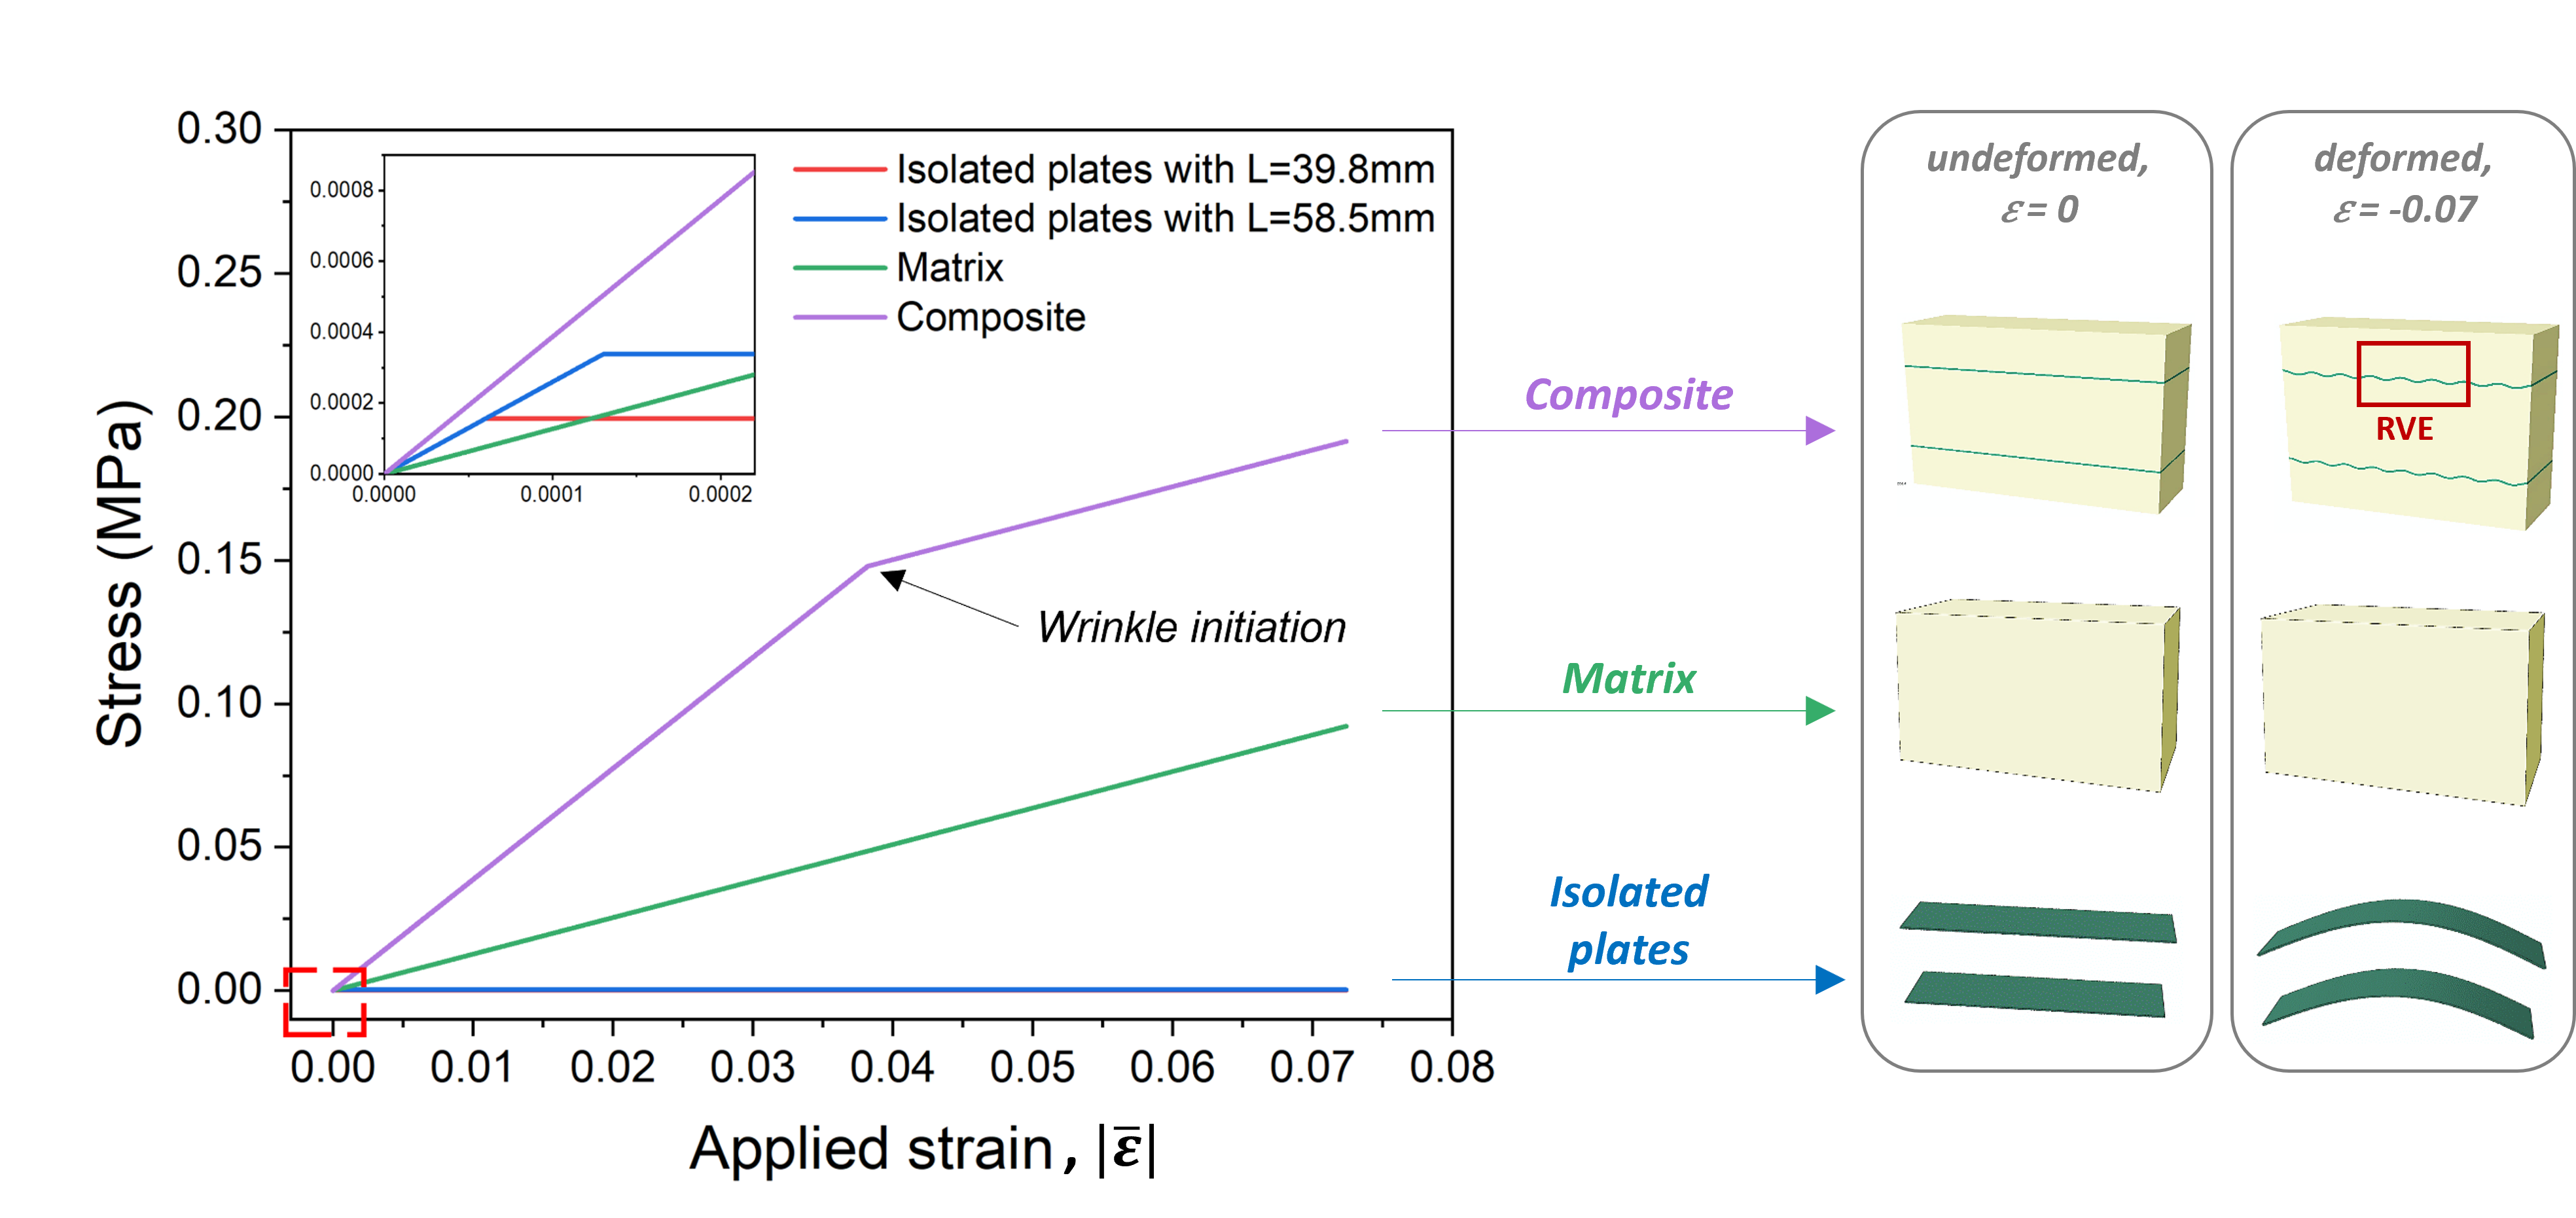 0.30
0.25
0.20
0.15
0.10
0.05
0.00
Stress (MPa)
0.0008
0.0006
0.0004
0.0002
0.0000
0.0000 0.0001 0.0002
Isolated plates with L=39.8mm
Isolated plates with L=58.5mm
Matrix
Composite
Wrinkle initiation
0.00 0.01 0.02 0.03 0.04 0.05 0.06 0.07 0.08
Applied strain, |ε̅|
Composite
Matrix
Isolated
plates
undeformed,
ε = 0
deformed,
ε = -0.07
RVE